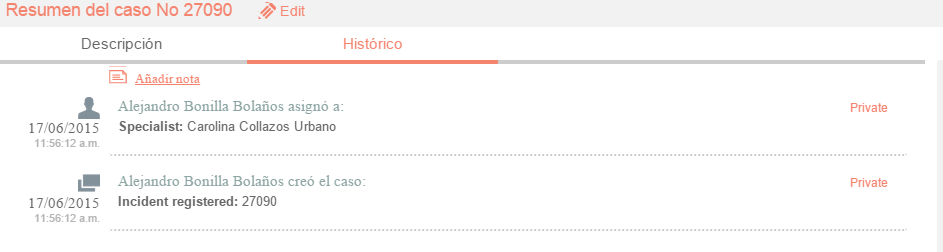 Resumen del caso No 27090 Edit
Descripción Histórico
Añadir nota
Alejandro Bonilla Bolaños asignó a: Private
17/06/2015 Specialist: Carolina Collazos Urbano
11:56:12 a.m.
Alejandro Bonilla Bolaños creó el caso: Private
17/06/2015 Incident registered: 27090
11:56:12 a.m.